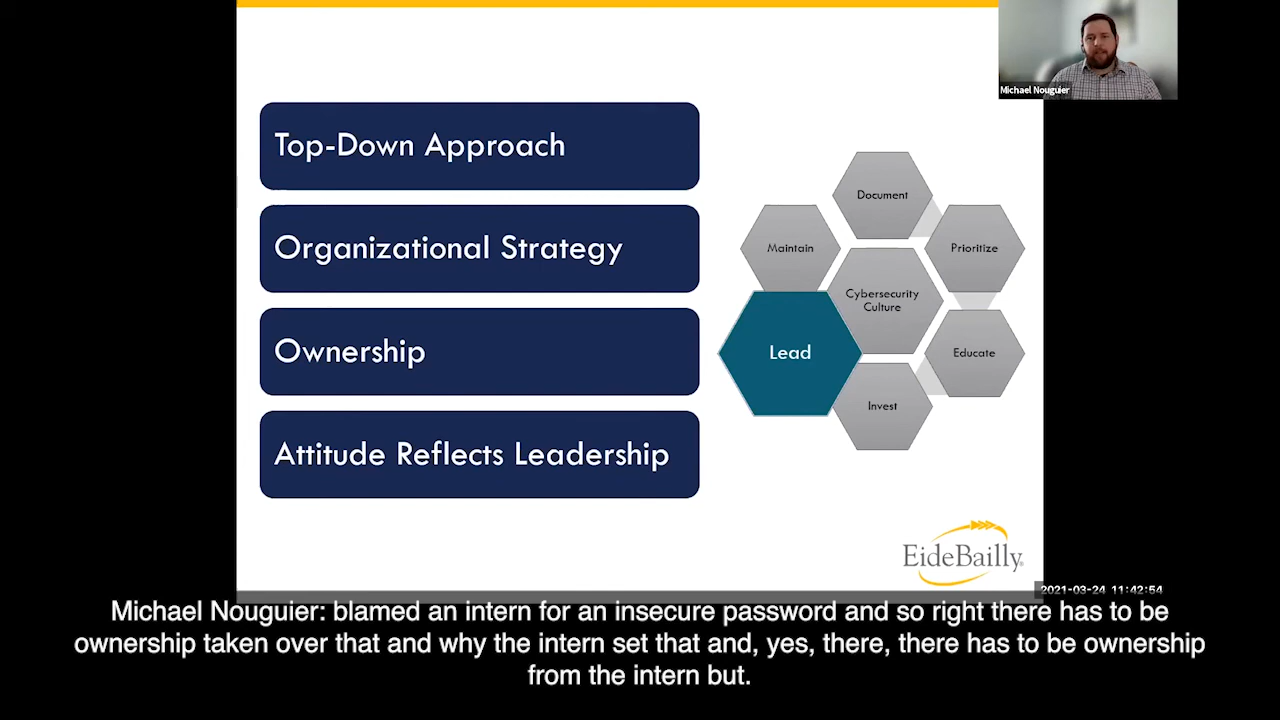 Michael Nouguier
Top-Down Approach
Organizational Strategy
Ownership
Attitude Reflects Leadership
Document
Maintain
Prioritize
Cybersecurity
Culture
Lead
Educate
Invest
EideBailly®
2021-03-24 11:42:54
Michael Nouguier: blamed an intern for an insecure password and so right there has to be
ownership taken over that and why the intern set that and, yes, there, there has to be ownership
from the intern but.